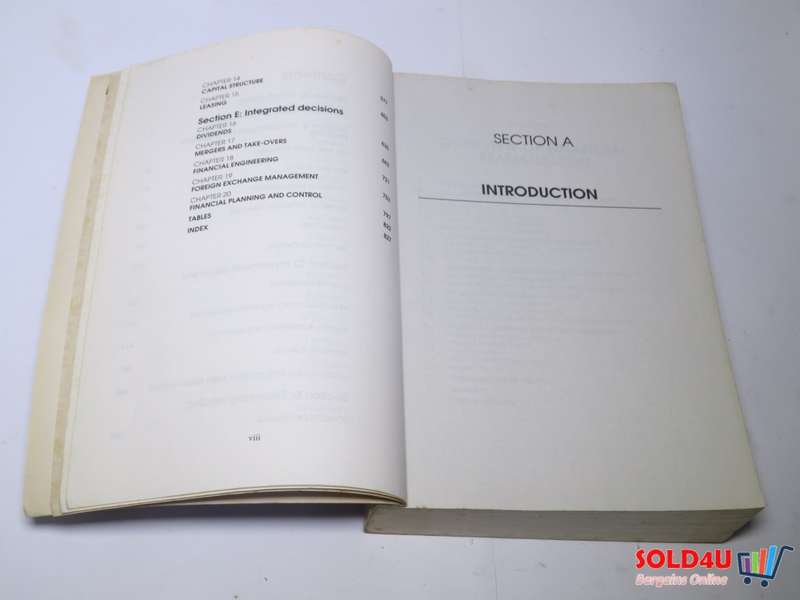 CHAPTER 14
CAPITAL STRUCTURE
CHAPTER 15
LEASING
Section E: Integrated decisions
CHAPTER 16
DIVIDENDS
CHAPTER 17
MERGERS AND TAKE-OVERS
CHAPTER 18
FINANCIAL ENGINEERING
CHAPTER 19
FOREIGN EXCHANGE MANAGEMENT
CHAPTER 20
FINANCIAL PLANNING AND CONTROL
TABLES
INDEX
797
827
viii
SECTION A
INTRODUCTION
SOLD4U
Bargains Online